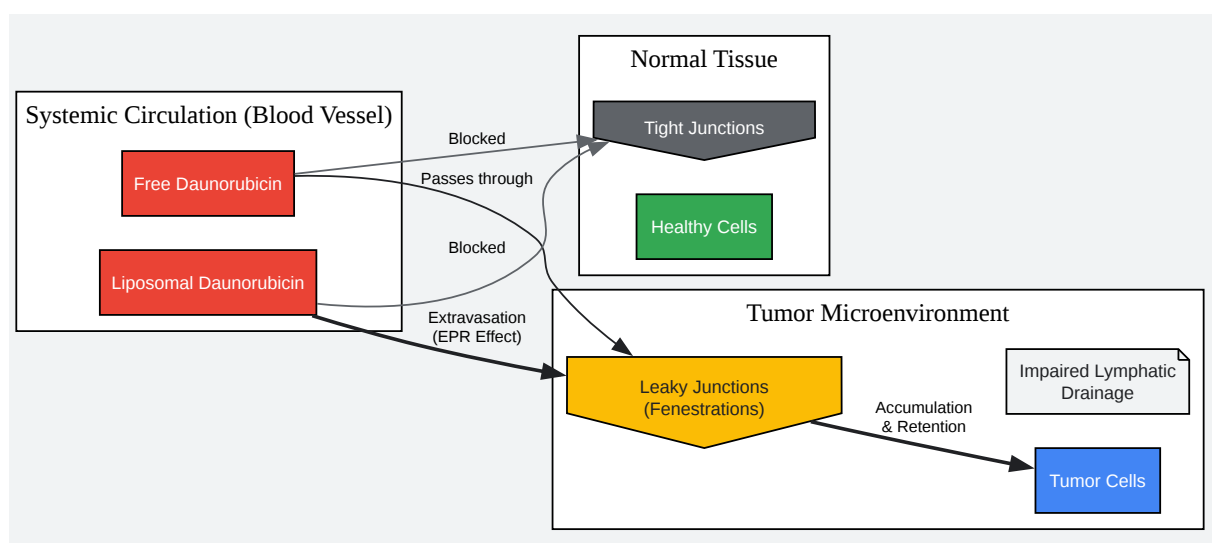 Systemic Circulation (Blood Vessel)
Free Daunorubicin
Liposomal Daunorubicin
Blocked
Passes through
Blocked
Extravasation
(EPR Effect)
Normal Tissue
Tight Junctions
Healthy Cells
Tumor Microenvironment
Leaky Junctions
(Fenestrations)
Accumulation
& Retention
Impaired Lymphatic
Drainage
Tumor Cells